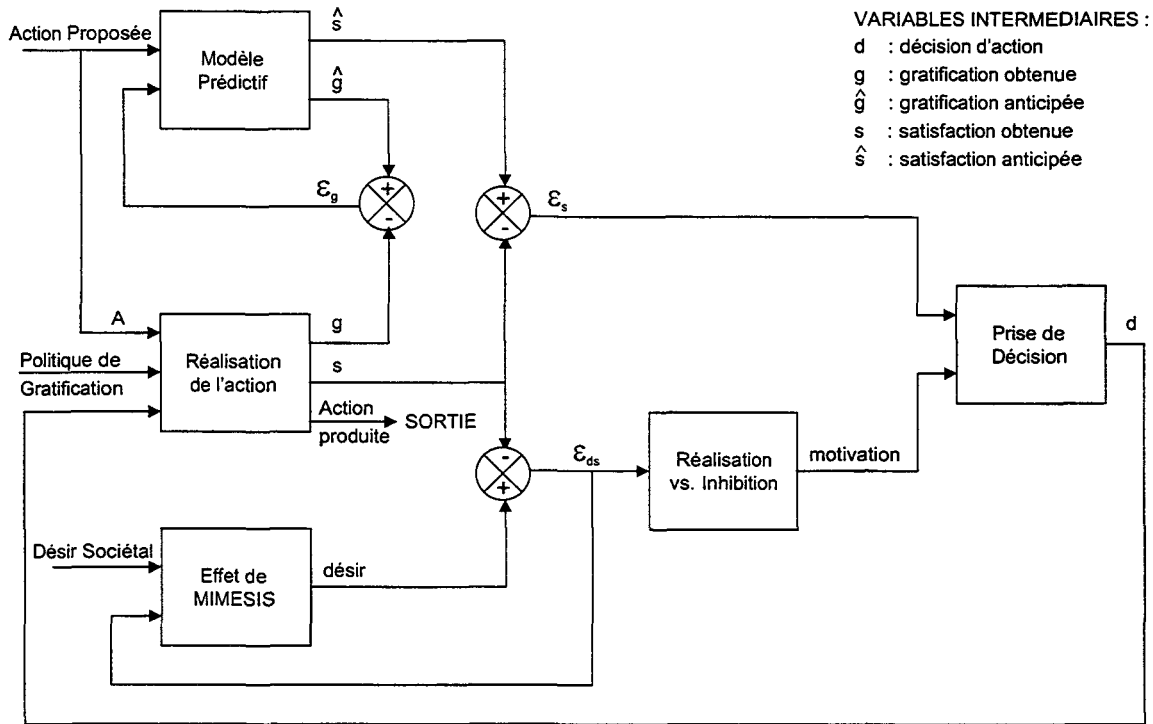 Action Proposée
Modèle
Prédictif
ŝ
ĝ
VARIABLES INTERMEDIAIRES :
d : décision d'action
g : gratification obtenue
ĝ : gratification anticipée
s : satisfaction obtenue
ŝ : satisfaction anticipée
+
-
εg
+
-
εs
A
Politique de
Gratification
Réalisation
de l'action
g
s
Action
produite
SORTIE
Prise de
Décision
d
-
+
εds
Réalisation
vs. Inhibition
motivation
Désir Sociétal
Effet de
MIMESIS
désir